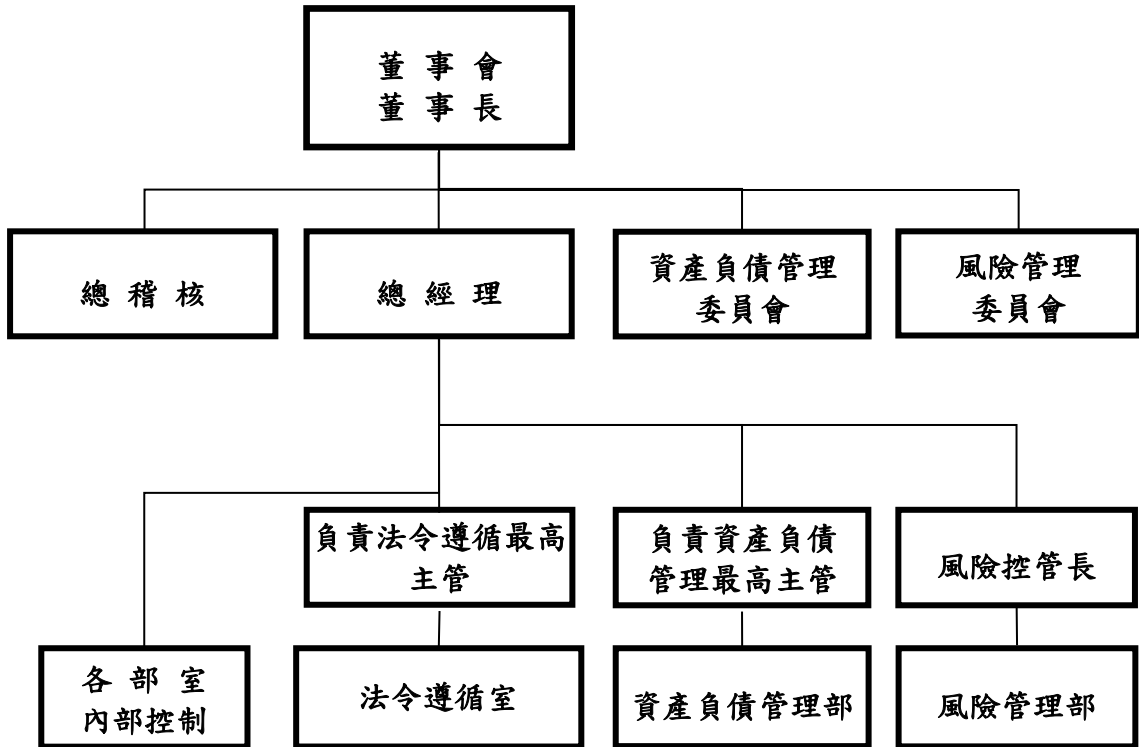 董 事 會
董 事 長
總 稽 核
總 經 理
資產負債管理
委員會
風險管理
委員會
負責法令遵循最高
主管
負責資產負債
管理最高主管
風險控管長
各 部 室
內部控制
法令遵循室
資產負債管理部
風險管理部